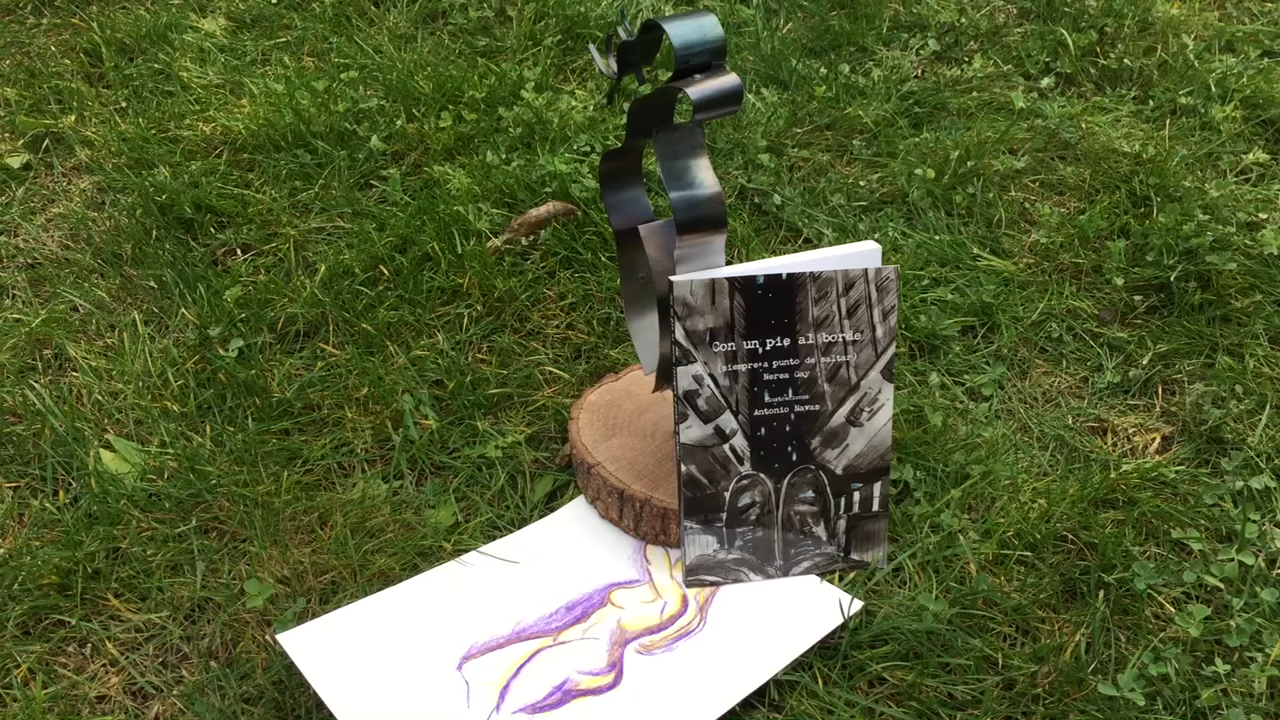 Con un pie al borde
(siempre a punto de saltar)
Nerea Gay
Ilustraciones
Antonio Navas